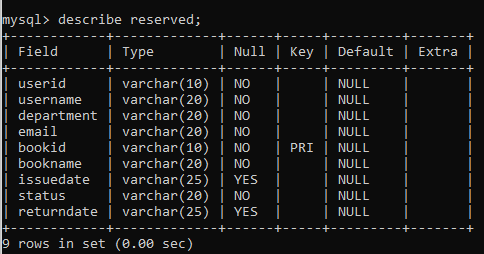 mysql> describe reserved;
+------------+-------------+------+-----+---------+-------+
| Field      | Type        | Null | Key | Default | Extra |
+------------+-------------+------+-----+---------+-------+
| userid     | varchar(10) | NO   |     | NULL    |       |
| username   | varchar(20) | NO   |     | NULL    |       |
| department | varchar(20) | NO   |     | NULL    |       |
| email      | varchar(20) | NO   |     | NULL    |       |
| bookid     | varchar(10) | NO   | PRI | NULL    |       |
| bookname   | varchar(20) | NO   |     | NULL    |       |
| issuedate  | varchar(25) | YES  |     | NULL    |       |
| status     | varchar(20) | NO   |     | NULL    |       |
| returndate | varchar(25) | YES  |     | NULL    |       |
+------------+-------------+------+-----+---------+-------+
9 rows in set (0.00 sec)